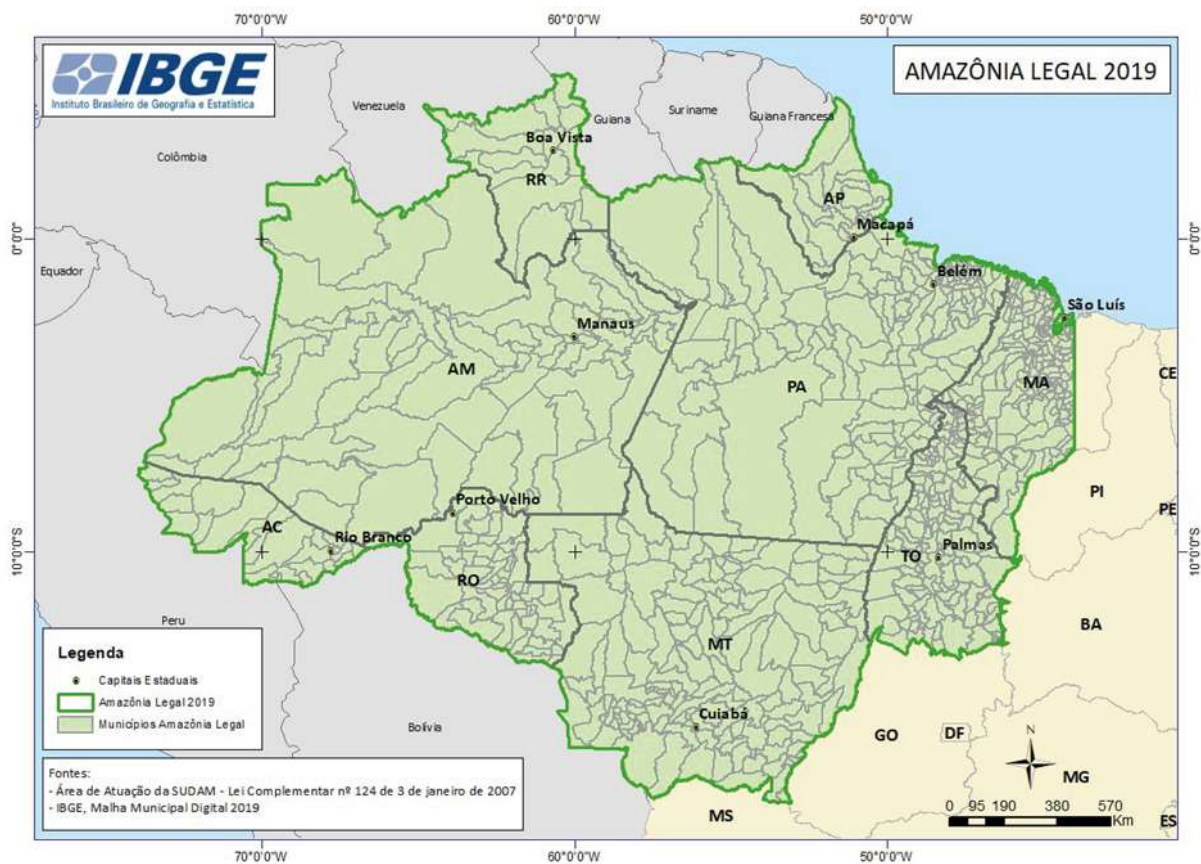 70°0'0"W 60°0'0"W 50°0'0"W
IBGE
Instituto Brasileiro de Geografia e Estatística
AMAZÔNIA LEGAL 2019
Venezuela
Guiana
Suriname
Guiana Francesa
Colômbia
Boa Vista
RR
AP
Macapá
0°0'0" 0°0'0"
Equador
Belém
São Luís
Manaus
AM
PA
MA
CE
Porto Velho
PI
PE
AC
Rio Branco
10°0'0"S 10°0'0"S
RO
TO
Palmas
Peru
BA
MT
Legenda
Capitais Estaduais
Amazônia Legal 2019
Municípios Amazônia Legal
Cuiabá
Bolívia
GO
DF
N
MG
Fontes:
- Área de Atuação da SUDAM - Lei Complementar nº 124 de 3 de janeiro de 2007
- IBGE, Malha Municipal Digital 2019
MS
0 95 190 380 570
Km
ES
70°0'0"W 60°0'0"W 50°0'0"W